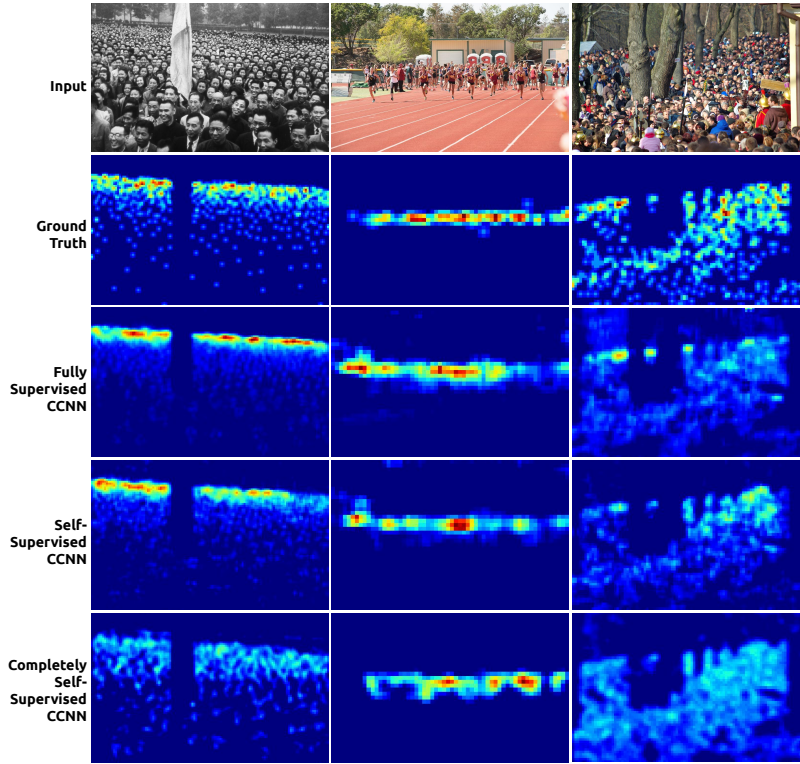 Input
Ground
Truth
Fully
Supervised
CCNN
Self-
Supervised
CCNN
Completely
Self-
Supervised
CCNN